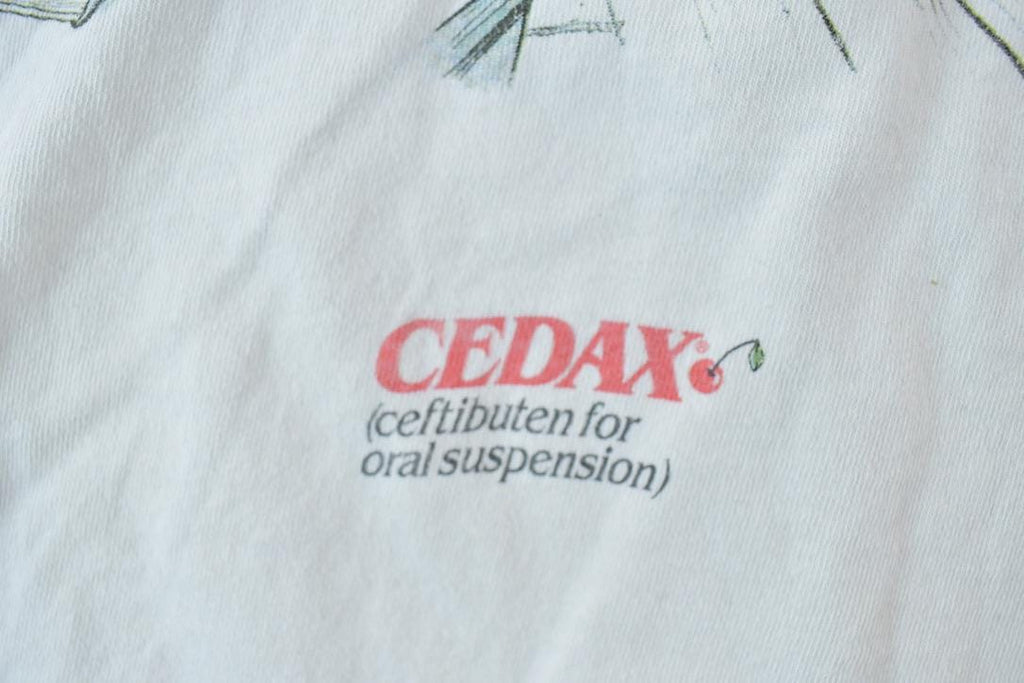 CEDAX®
(ceftibuten for
oral suspension)